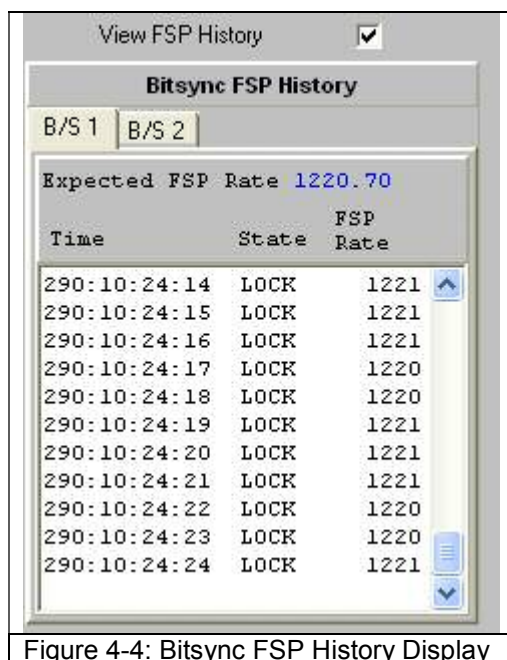 View FSP History
Bitsync FSP History
B/S 1 B/S 2
Expected FSP Rate 1220.70
Time State FSP Rate
290:10:24:14 LOCK 1221
290:10:24:15 LOCK 1221
290:10:24:16 LOCK 1221
290:10:24:17 LOCK 1220
290:10:24:18 LOCK 1220
290:10:24:19 LOCK 1221
290:10:24:20 LOCK 1221
290:10:24:21 LOCK 1221
290:10:24:22 LOCK 1220
290:10:24:23 LOCK 1220
290:10:24:24 LOCK 1221
Figure 4-4: Bitsync FSP History Display